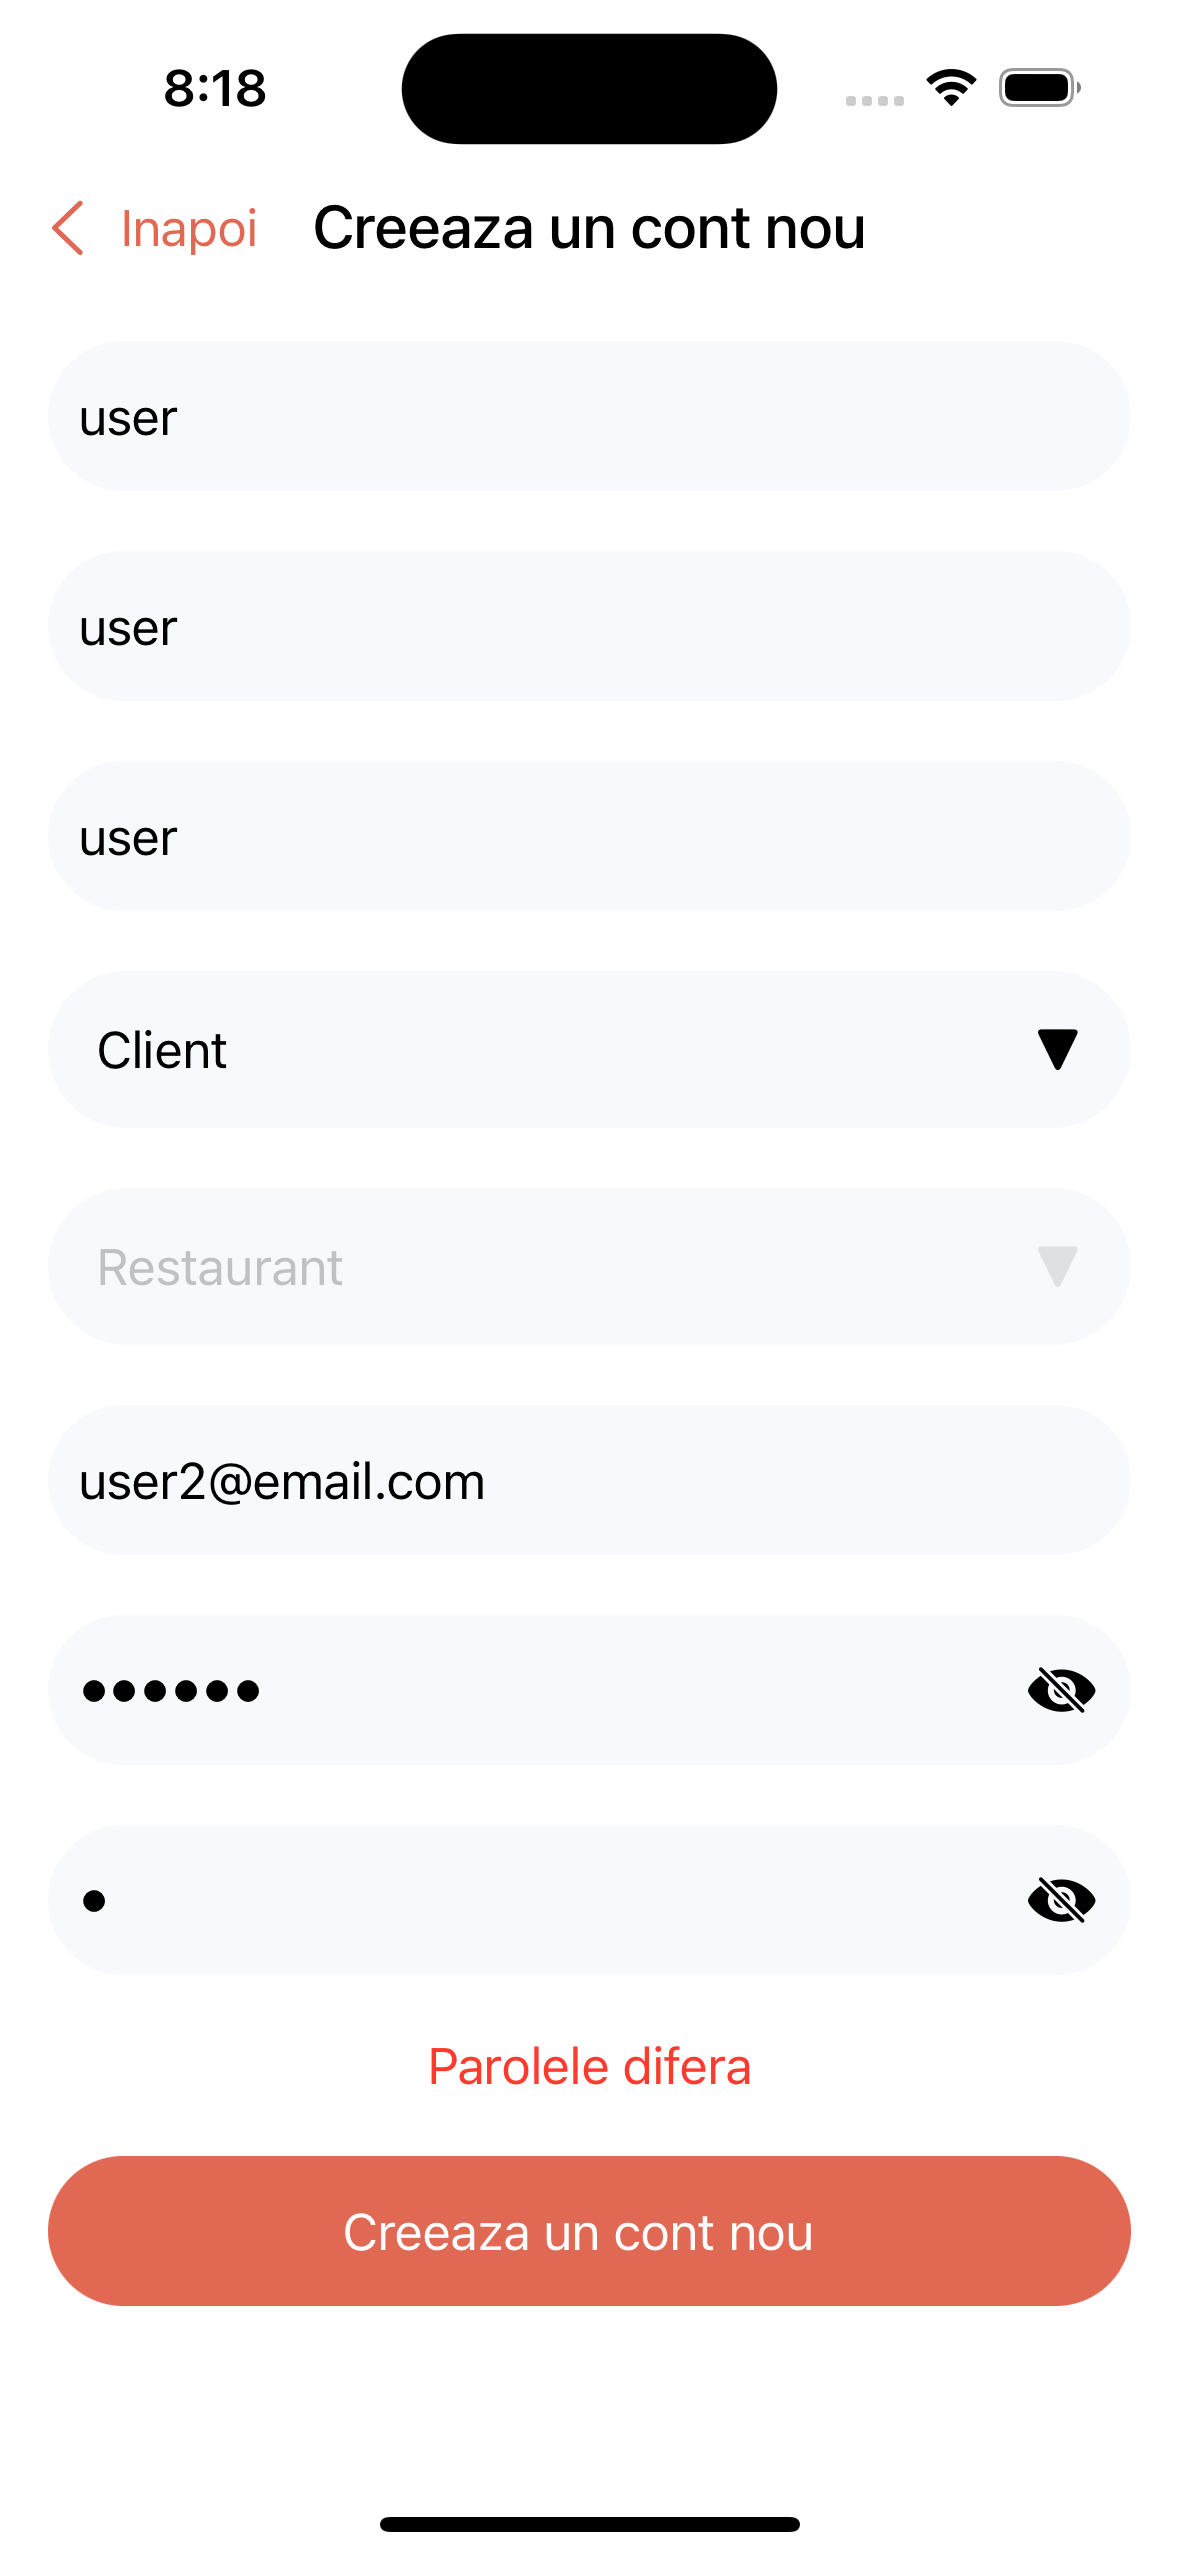 8:18
Inapoi Creeaza un cont nou
user
user
user
Client
Restaurant
user2@email.com
••••••
•
Parolele difera
Creeaza un cont nou